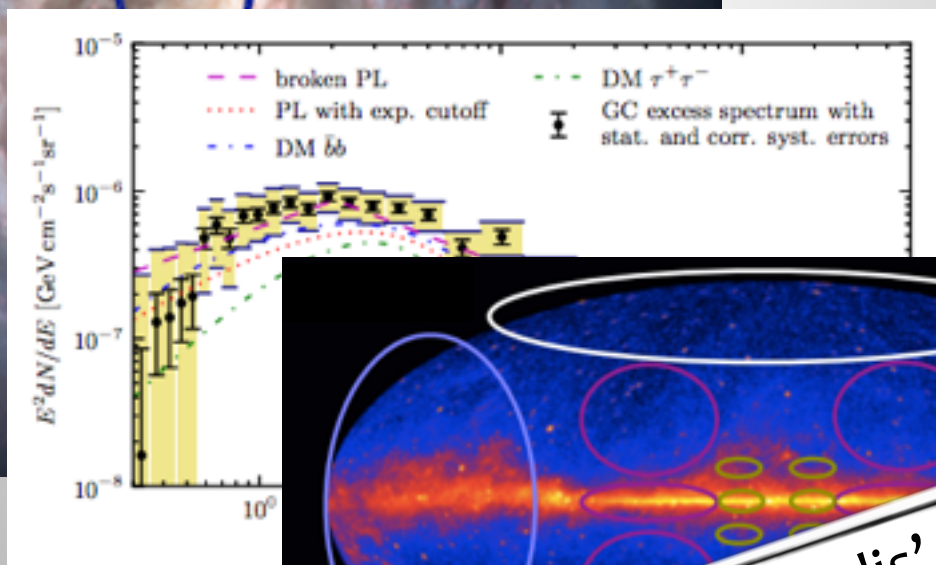 10⁻⁵
broken PL
PL with exp. cutoff
DM b̄b
DM τ⁺τ⁻
GC excess spectrum with
stat. and corr. syst. errors
E²dN/dE [GeV cm⁻²s⁻¹sr⁻¹]
10⁻⁶
10⁻⁷
10⁻⁸
10⁰